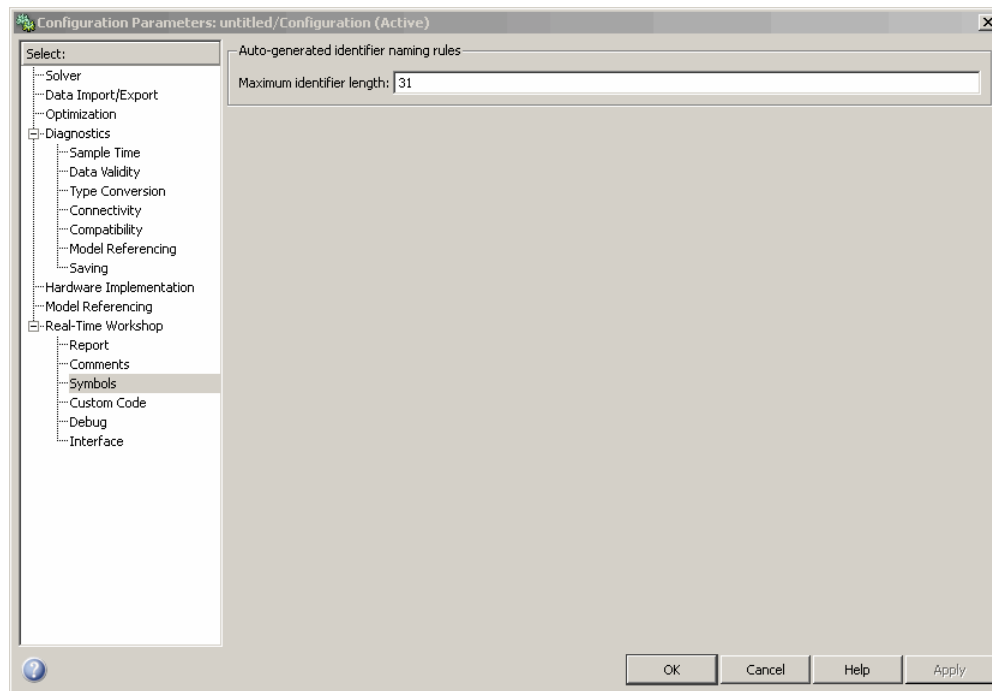 Configuration Parameters: untitled/Configuration (Active)
Select:
Solver
Data Import/Export
Optimization
Diagnostics
Sample Time
Data Validity
Type Conversion
Connectivity
Compatibility
Model Referencing
Saving
Hardware Implementation
Model Referencing
Real-Time Workshop
Report
Comments
Symbols
Custom Code
Debug
Interface
Auto-generated identifier naming rules
Maximum identifier length: 31
OK Cancel Help Apply